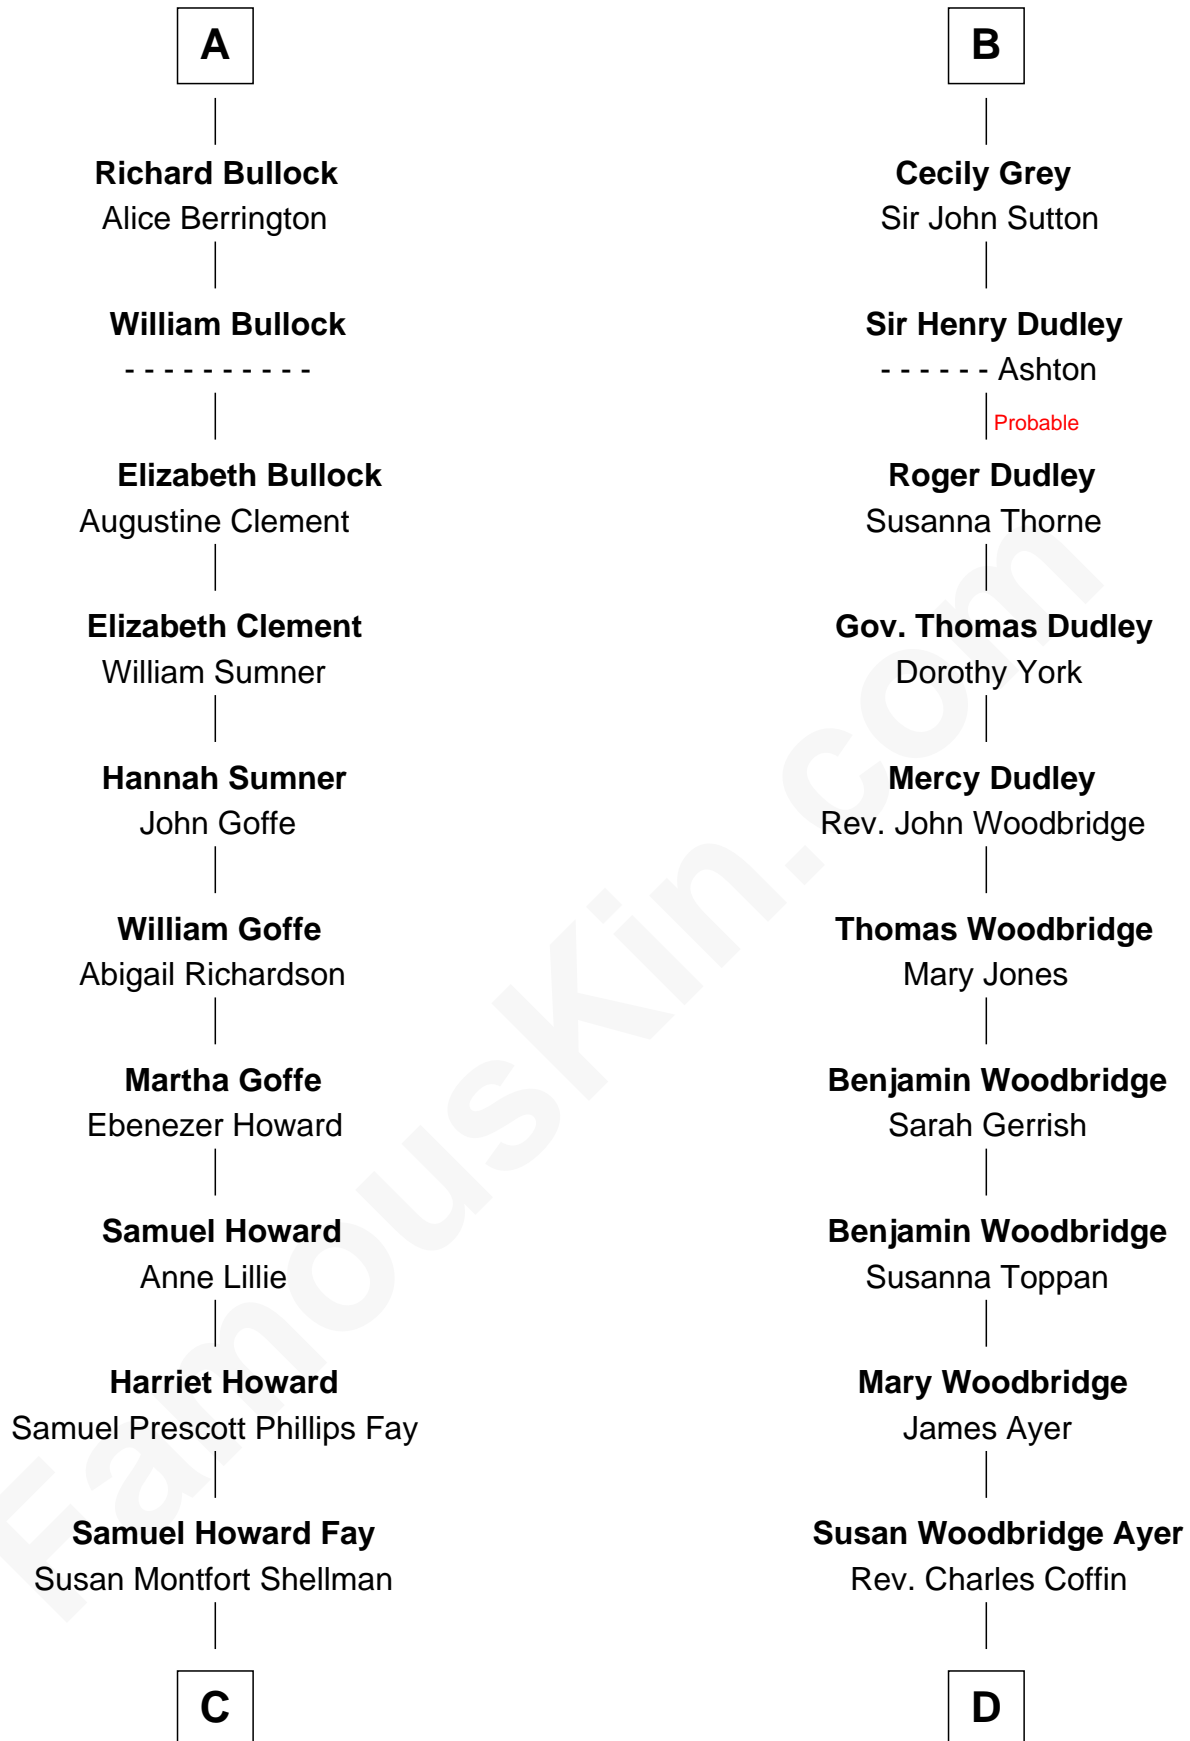 A
Richard Bullock
Alice Berrington
William Bullock
- - - - - - - - - -
Elizabeth Bullock
Augustine Clement
Elizabeth Clement
William Sumner
Hannah Sumner
John Goffe
William Goffe
Abigail Richardson
Martha Goffe
Ebenezer Howard
Samuel Howard
Anne Lillie
Harriet Howard
Samuel Prescott Phillips Fay
Samuel Howard Fay
Susan Montfort Shellman
C
B
Cecily Grey
Sir John Sutton
Sir Henry Dudley
- - - - - - Ashton
Probable
Roger Dudley
Susanna Thorne
Gov. Thomas Dudley
Dorothy York
Mercy Dudley
Rev. John Woodbridge
Thomas Woodbridge
Mary Jones
Benjamin Woodbridge
Sarah Gerrish
Benjamin Woodbridge
Susanna Toppan
Mary Woodbridge
James Ayer
Susan Woodbridge Ayer
Rev. Charles Coffin
D
FamousKin.com